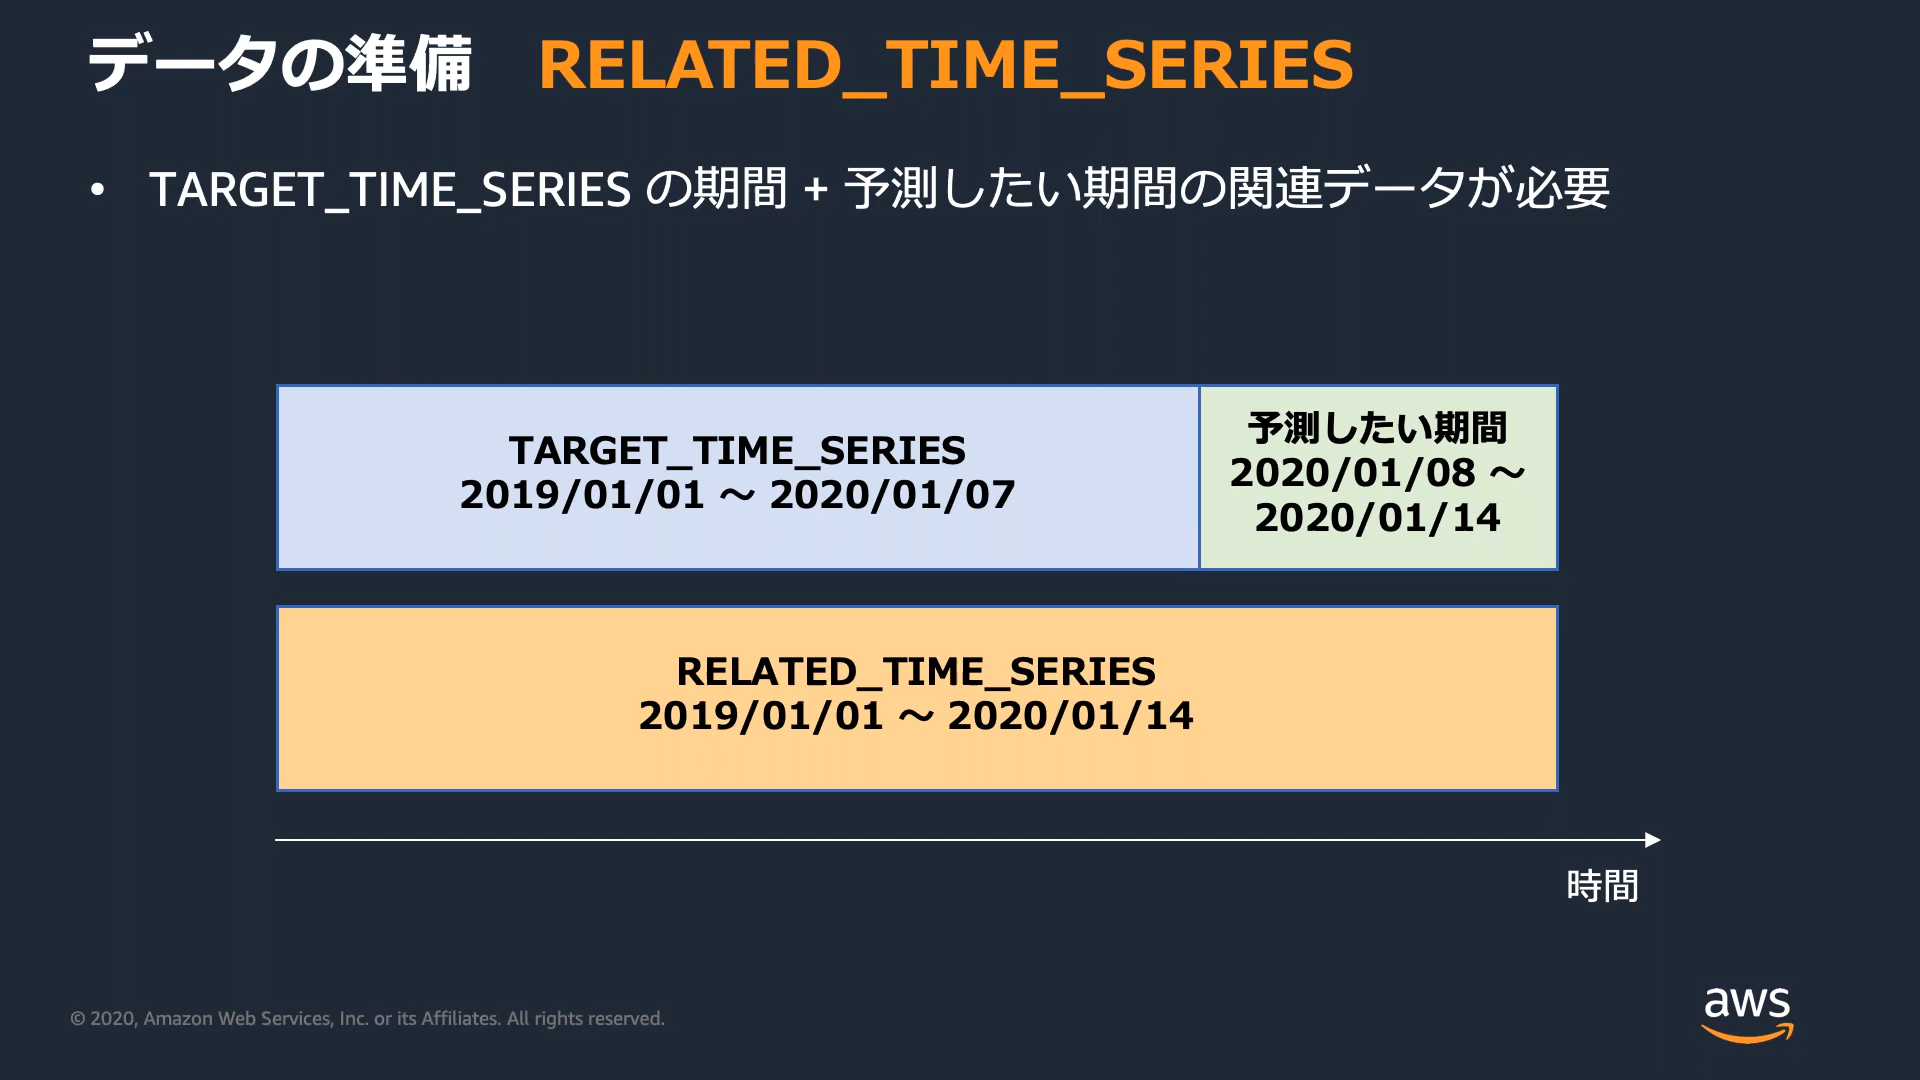 データの準備 RELATED_TIME_SERIES
• TARGET_TIME_SERIES の期間 + 予測したい期間の関連データが必要
TARGET_TIME_SERIES
2019/01/01 ～ 2020/01/07
予測したい期間
2020/01/08 ～
2020/01/14
RELATED_TIME_SERIES
2019/01/01 ～ 2020/01/14
時間
© 2020, Amazon Web Services, Inc. or its Affiliates. All rights reserved.
aws